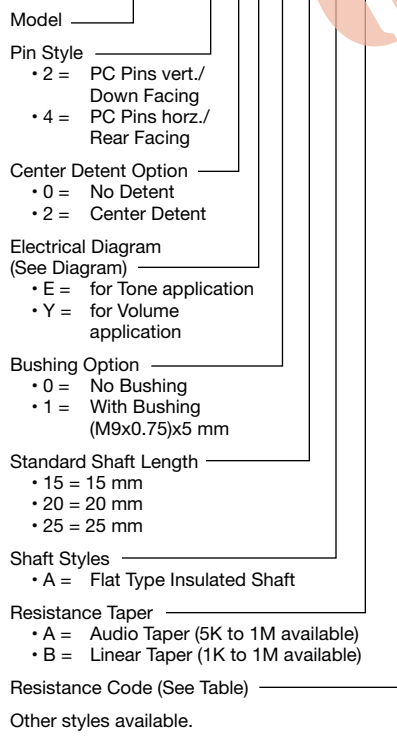 Model
Pin Style
• 2 = PC Pins vert./
Down Facing
• 4 = PC Pins horz./
Rear Facing
Center Detent Option
• 0 = No Detent
• 2 = Center Detent
Electrical Diagram
(See Diagram)
• E = for Tone application
• Y = for Volume
application
Bushing Option
• 0 = No Bushing
• 1 = With Bushing
(M9x0.75)x5 mm
Standard Shaft Length
• 15 = 15 mm
• 20 = 20 mm
• 25 = 25 mm
Shaft Styles
• A = Flat Type Insulated Shaft
Resistance Taper
• A = Audio Taper (5K to 1M available)
• B = Linear Taper (1K to 1M available)
Resistance Code (See Table)
Other styles available.